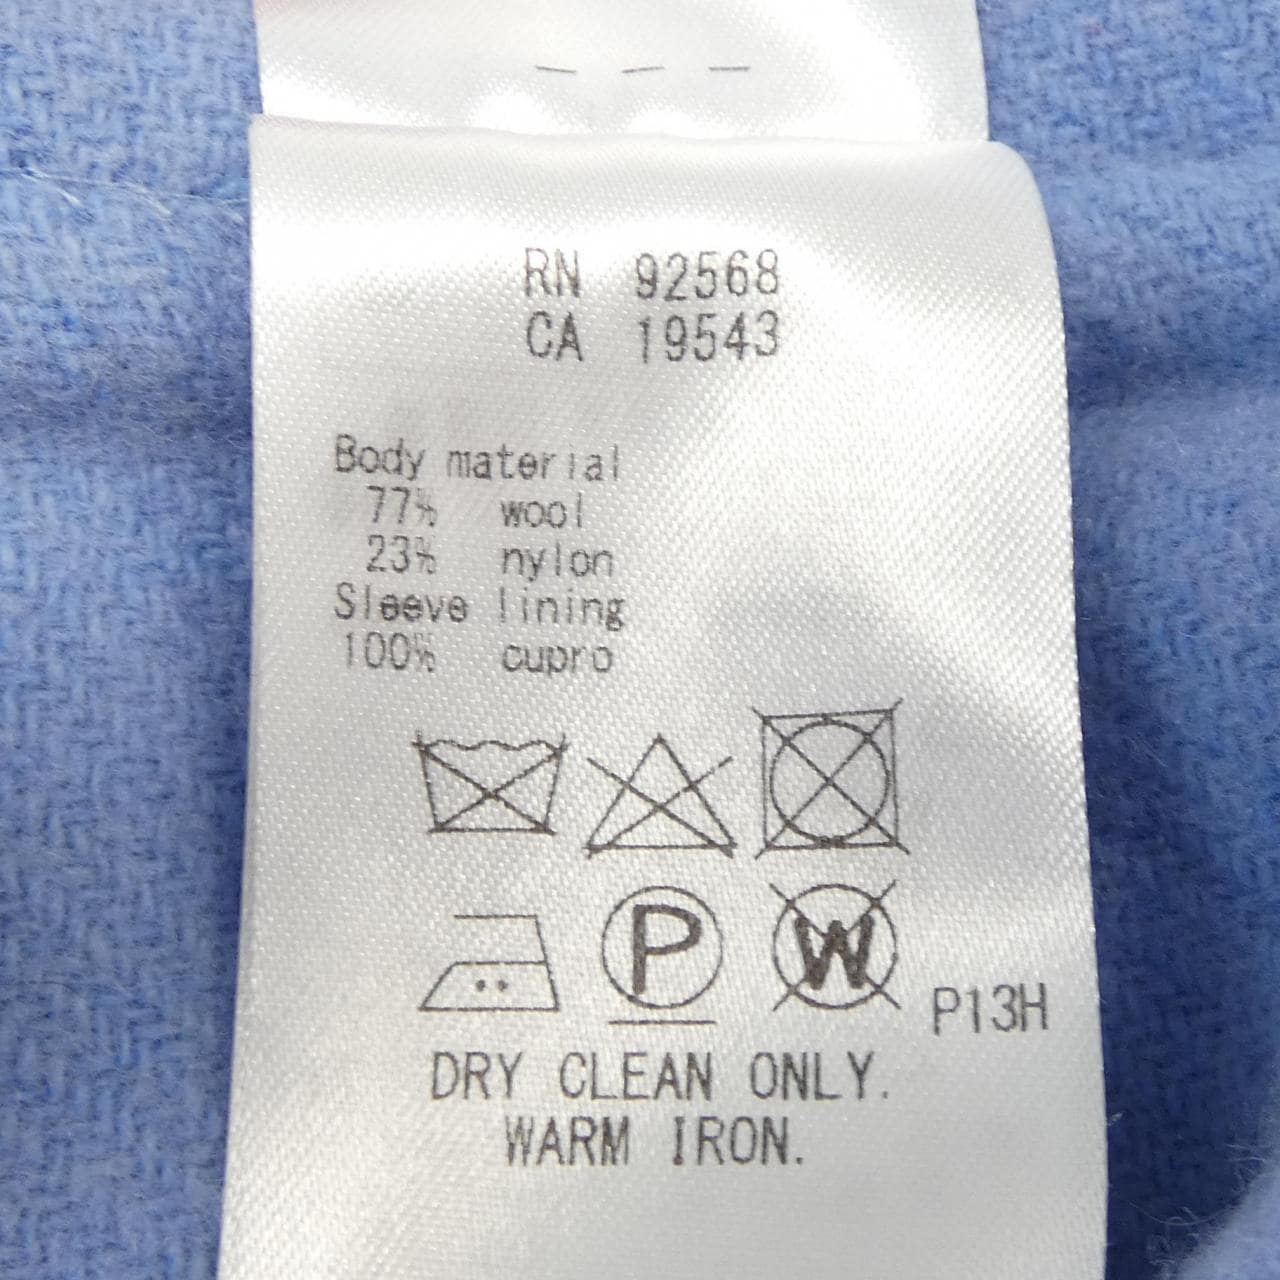 RN 92568
CA 19543
Body material
77% wool
23% nylon
Sleeve lining
100% cupro
P
W
P13H
DRY CLEAN ONLY.
WARM IRON.